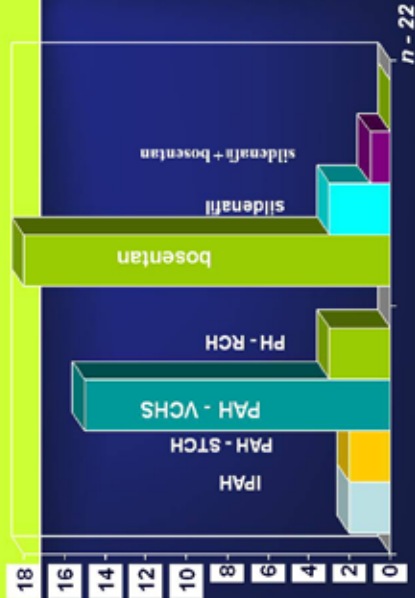 n - 22
sildenafil+bosentan
sildenafil
bosentan
PH - RCH
PAH - VCHS
PAH - STCH
IPAH
18
16
14
12
10
8
6
4
2
0